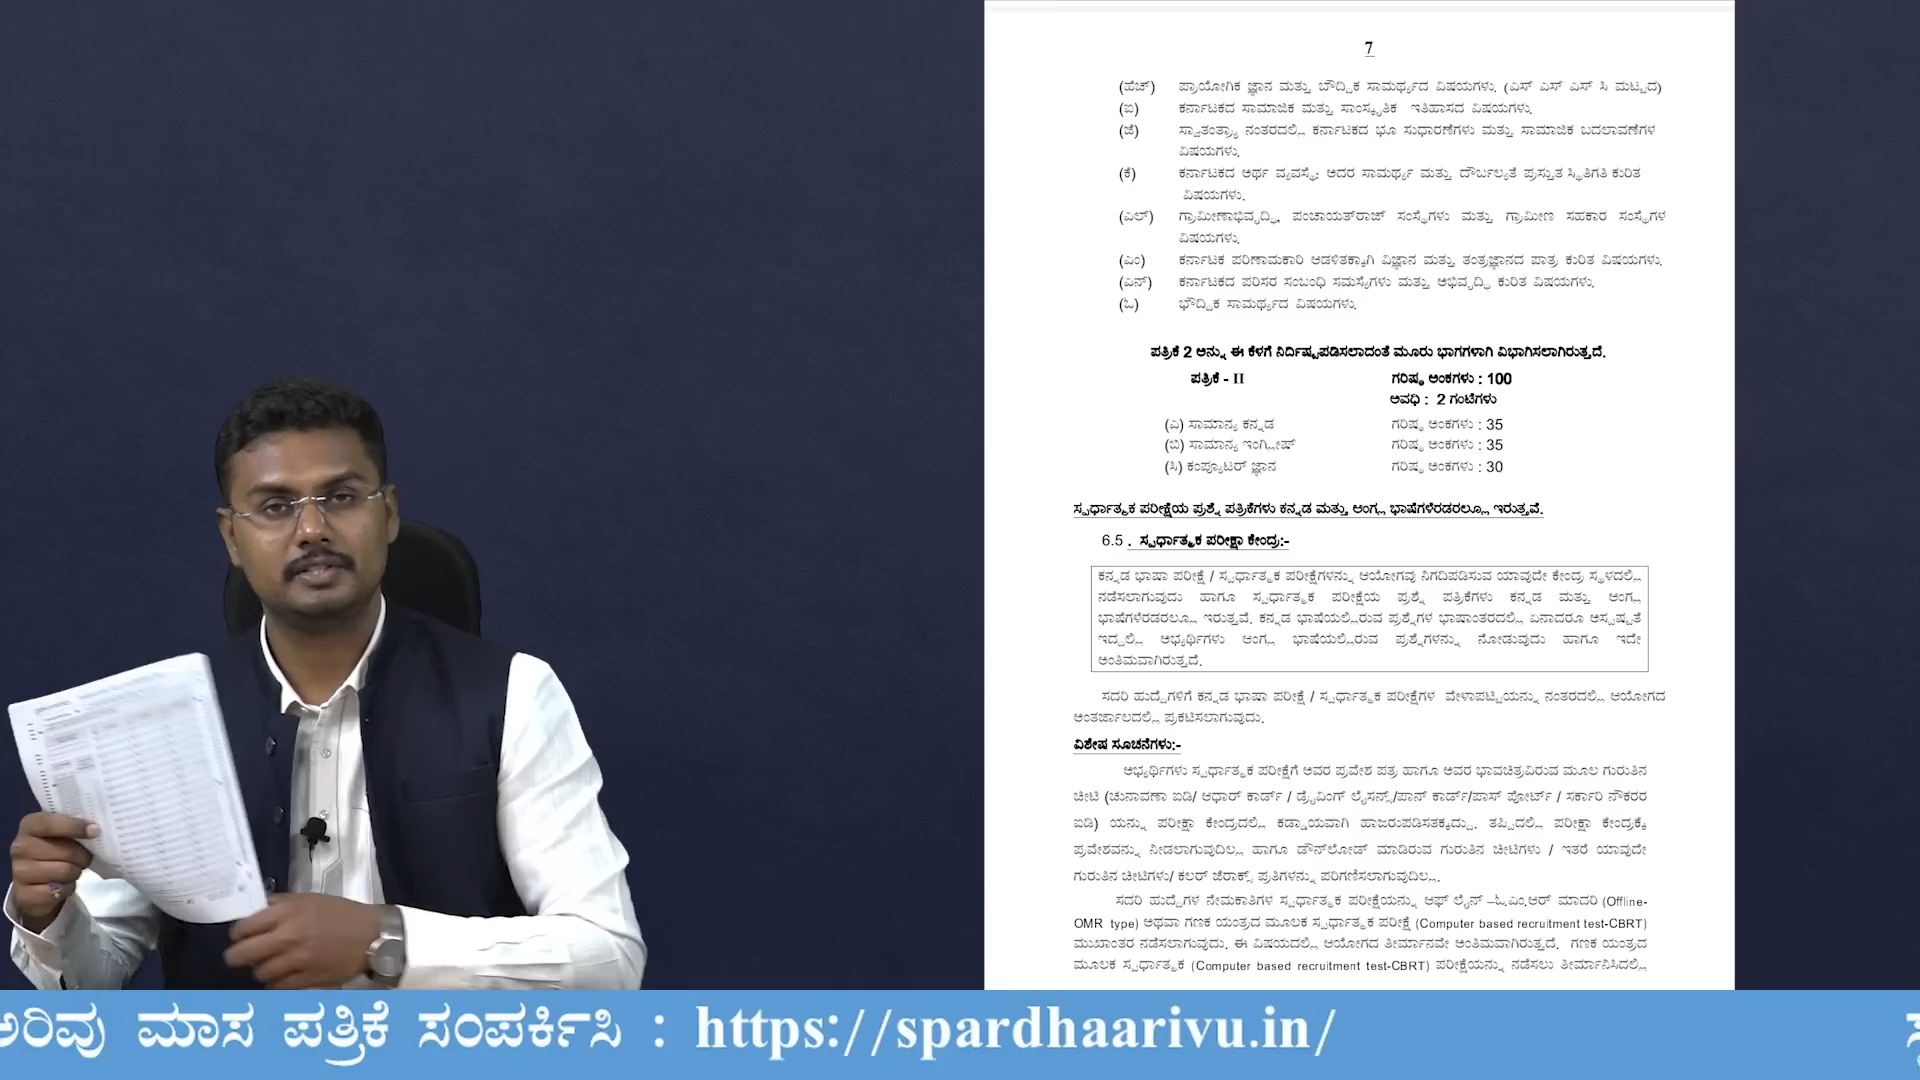 7
(ಹೆಚ್) ಪ್ರಾಯೋಗಿಕ ಜ್ಞಾನ ಮತ್ತು ಬೌದ್ಧಿಕ ಸಾಮರ್ಥ್ಯದ ವಿಷಯಗಳು. (ಎಸ್ ಎಸ್ ಎಸ್ ಸಿ ಮಟ್ಟದ)
(ಐ) ಕರ್ನಾಟಕದ ಸಾಮಾಜಿಕ ಮತ್ತು ಸಾಂಸ್ಕೃತಿಕ ಇತಿಹಾಸದ ವಿಷಯಗಳು.
(ಜೆ) ಸ್ವಾತಂತ್ರ್ಯಾ ನಂತರದಲ್ಲಿ ಕರ್ನಾಟಕದ ಭೂ ಸುಧಾರಣೆಗಳು ಮತ್ತು ಸಾಮಾಜಿಕ ಬದಲಾವಣೆಗಳ
ವಿಷಯಗಳು.
(ಕೆ) ಕರ್ನಾಟಕದ ಅರ್ಥ ವ್ಯವಸ್ಥೆ: ಅದರ ಸಾಮರ್ಥ್ಯ ಮತ್ತು ದೌರ್ಬಲ್ಯತೆ ಪ್ರಸ್ತುತ ಸ್ಥಿತಿಗತಿ ಕುರಿತ
ವಿಷಯಗಳು.
(ಎಲ್) ಗ್ರಾಮೀಣಾಭಿವೃದ್ಧಿ, ಪಂಚಾಯತ್‌ರಾಜ್ ಸಂಸ್ಥೆಗಳು ಮತ್ತು ಗ್ರಾಮೀಣ ಸಹಕಾರ ಸಂಸ್ಥೆಗಳ
ವಿಷಯಗಳು.
(ಎಂ) ಕರ್ನಾಟಕ ಪರಿಣಾಮಕಾರಿ ಆಡಳಿತಕ್ಕಾಗಿ ವಿಜ್ಞಾನ ಮತ್ತು ತಂತ್ರಜ್ಞಾನದ ಪಾತ್ರ ಕುರಿತ ವಿಷಯಗಳು.
(ಎನ್) ಕರ್ನಾಟಕದ ಪರಿಸರ ಸಂಬಂಧಿ ಸಮಸ್ಯೆಗಳು ಮತ್ತು ಅಭಿವೃದ್ಧಿ ಕುರಿತ ವಿಷಯಗಳು.
(ಓ) ಭೌದ್ಧಿಕ ಸಾಮರ್ಥ್ಯದ ವಿಷಯಗಳು.
ಪತ್ರಿಕೆ 2 ಅನ್ನು ಈ ಕೆಳಗೆ ನಿರ್ದಿಷ್ಟಪಡಿಸಲಾದಂತೆ ಮೂರು ಭಾಗಗಳಾಗಿ ವಿಭಾಗಿಸಲಾಗಿರುತ್ತದೆ.
ಪತ್ರಿಕೆ - II ಗರಿಷ್ಠ ಅಂಕಗಳು : 100
ಅವಧಿ : 2 ಗಂಟೆಗಳು
(ಎ) ಸಾಮಾನ್ಯ ಕನ್ನಡ ಗರಿಷ್ಠ ಅಂಕಗಳು : 35
(ಬಿ) ಸಾಮಾನ್ಯ ಇಂಗ್ಲೀಷ್ ಗರಿಷ್ಠ ಅಂಕಗಳು : 35
(ಸಿ) ಕಂಪ್ಯೂಟರ್ ಜ್ಞಾನ ಗರಿಷ್ಠ ಅಂಕಗಳು : 30
ಸ್ಪರ್ಧಾತ್ಮಕ ಪರೀಕ್ಷೆಯ ಪ್ರಶ್ನೆ ಪತ್ರಿಕೆಗಳು ಕನ್ನಡ ಮತ್ತು ಆಂಗ್ಲ ಭಾಷೆಗಳೆರಡರಲ್ಲೂ ಇರುತ್ತವೆ.
6.5 . ಸ್ಪರ್ಧಾತ್ಮಕ ಪರೀಕ್ಷಾ ಕೇಂದ್ರ:-
ಕನ್ನಡ ಭಾಷಾ ಪರೀಕ್ಷೆ / ಸ್ಪರ್ಧಾತ್ಮಕ ಪರೀಕ್ಷೆಗಳನ್ನು ಆಯೋಗವು ನಿಗದಿಪಡಿಸುವ ಯಾವುದೇ ಕೇಂದ್ರ ಸ್ಥಳದಲ್ಲಿ
ನಡೆಸಲಾಗುವುದು ಹಾಗೂ ಸ್ಪರ್ಧಾತ್ಮಕ ಪರೀಕ್ಷೆಯ ಪ್ರಶ್ನೆ ಪತ್ರಿಕೆಗಳು ಕನ್ನಡ ಮತ್ತು ಆಂಗ್ಲ
ಭಾಷೆಗಳೆರಡರಲೂ ಇರುತ್ತವೆ. ಕನ್ನಡ ಭಾಷೆಯಲ್ಲಿರುವ ಪ್ರಶ್ನೆಗಳ ಭಾಷಾಂತರದಲ್ಲಿ ಏನಾದರೂ ಅಸ್ಪಷ್ಟತೆ
ಇದ್ದಲ್ಲಿ ಅಭ್ಯರ್ಥಿಗಳು ಆಂಗ್ಲ ಭಾಷೆಯಲ್ಲಿರುವ ಪ್ರಶ್ನೆಗಳನ್ನು ನೋಡುವುದು ಹಾಗೂ ಇದೇ
ಅಂತಿಮವಾಗಿರುತ್ತದೆ.
ಸದರಿ ಹುದ್ದೆಗಳಿಗೆ ಕನ್ನಡ ಭಾಷಾ ಪರೀಕ್ಷೆ / ಸ್ಪರ್ಧಾತ್ಮಕ ಪರೀಕ್ಷೆಗಳ ವೇಳಾಪಟ್ಟಿಯನ್ನು ನಂತರದಲ್ಲಿ ಆಯೋಗದ
ಅಂತರ್ಜಾಲದಲ್ಲಿ ಪ್ರಕಟಿಸಲಾಗುವುದು.
ವಿಶೇಷ ಸೂಚನೆಗಳು:-
ಅಭ್ಯರ್ಥಿಗಳು ಸ್ಪರ್ಧಾತ್ಮಕ ಪರೀಕ್ಷೆಗೆ ಅವರ ಪ್ರವೇಶ ಪತ್ರ ಹಾಗೂ ಅವರ ಭಾವಚಿತ್ರವಿರುವ ಮೂಲ ಗುರುತಿನ
ಚೀಟಿ (ಚುನಾವಣಾ ಐಡಿ/ ಆಧಾರ್ ಕಾರ್ಡ್ / ಡ್ರೈವಿಂಗ್ ಲೈಸನ್ಸ್/ಪಾನ್ ಕಾರ್ಡ್/ಪಾಸ್ ಪೋರ್ಟ್ / ಸರ್ಕಾರಿ ನೌಕರರ
ಐಡಿ) ಯನ್ನು ಪರೀಕ್ಷಾ ಕೇಂದ್ರದಲ್ಲಿ ಕಡ್ಡಾಯವಾಗಿ ಹಾಜರುಪಡಿಸತಕ್ಕದ್ದು. ತಪ್ಪಿದಲ್ಲಿ ಪರೀಕ್ಷಾ ಕೇಂದ್ರಕ್ಕೆ
ಪ್ರವೇಶವನ್ನು ನೀಡಲಾಗುವುದಿಲ್ಲ ಹಾಗೂ ಡೌನ್‌ಲೋಡ್ ಮಾಡಿರುವ ಗುರುತಿನ ಚೀಟಿಗಳು / ಇತರೆ ಯಾವುದೇ
ಗುರುತಿನ ಚೀಟಿಗಳು/ ಕಲರ್ ಜೆರಾಕ್ಸ್ ಪ್ರತಿಗಳನ್ನು ಪರಿಗಣಿಸಲಾಗುವುದಿಲ್ಲ.
ಸದರಿ ಹುದ್ದೆಗಳ ನೇಮಕಾತಿಗಳ ಸ್ಪರ್ಧಾತ್ಮಕ ಪರೀಕ್ಷೆಯನ್ನು ಆಫ್ ಲೈನ್ –ಓ.ಎಂ.ಆರ್ ಮಾದರಿ (Offline-
OMR type) ಅಥವಾ ಗಣಕ ಯಂತ್ರದ ಮೂಲಕ ಸ್ಪರ್ಧಾತ್ಮಕ ಪರೀಕ್ಷೆ (Computer based recruitment test-CBRT)
ಮುಖಾಂತರ ನಡೆಸಲಾಗುವುದು. ಈ ವಿಷಯದಲ್ಲಿ ಆಯೋಗದ ತೀರ್ಮಾನವೇ ಅಂತಿಮವಾಗಿರುತ್ತದೆ. ಗಣಕ ಯಂತ್ರದ
ಮೂಲಕ ಸ್ಪರ್ಧಾತ್ಮಕ (Computer based recruitment test-CBRT) ಪರೀಕ್ಷೆಯನ್ನು ನಡೆಸಲು ತೀರ್ಮಾನಿಸಿದಲ್ಲಿ
ಅರಿವು ಮಾಸ ಪತ್ರಿಕೆ ಸಂಪರ್ಕಿಸಿ : https://spardhaarivu.in/